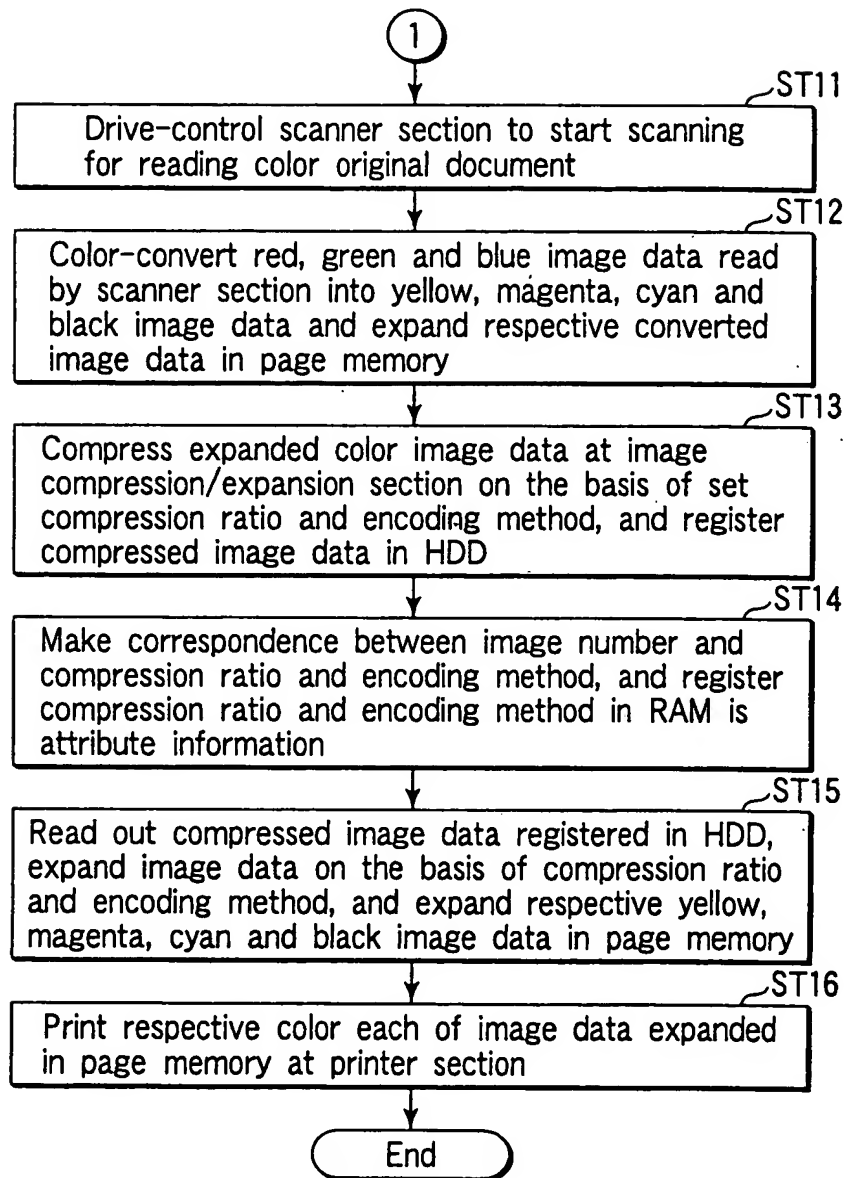 1
ST11
Drive-control scanner section to start scanning
for reading color original document
ST12
Color-convert red, green and blue image data read
by scanner section into yellow, magenta, cyan and
black image data and expand respective converted
image data in page memory
ST13
Compress expanded color image data at image
compression/expansion section on the basis of set
compression ratio and encoding method, and register
compressed image data in HDD
ST14
Make correspondence between image number and
compression ratio and encoding method, and register
compression ratio and encoding method in RAM is
attribute information
ST15
Read out compressed image data registered in HDD,
expand image data on the basis of compression ratio
and encoding method, and expand respective yellow,
magenta, cyan and black image data in page memory
ST16
Print respective color each of image data expanded
in page memory at printer section
End